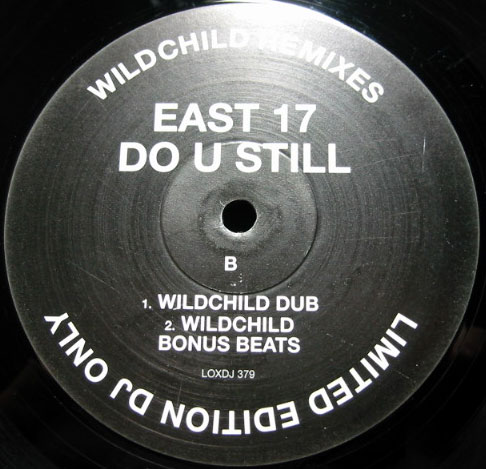 WILDCHILD REMIXES
EAST 17
DO U STILL
B
1. WILDCHILD DUB
2. WILDCHILD
BONUS BEATS
LOXDJ 379
LIMITED EDITION DJ ONLY